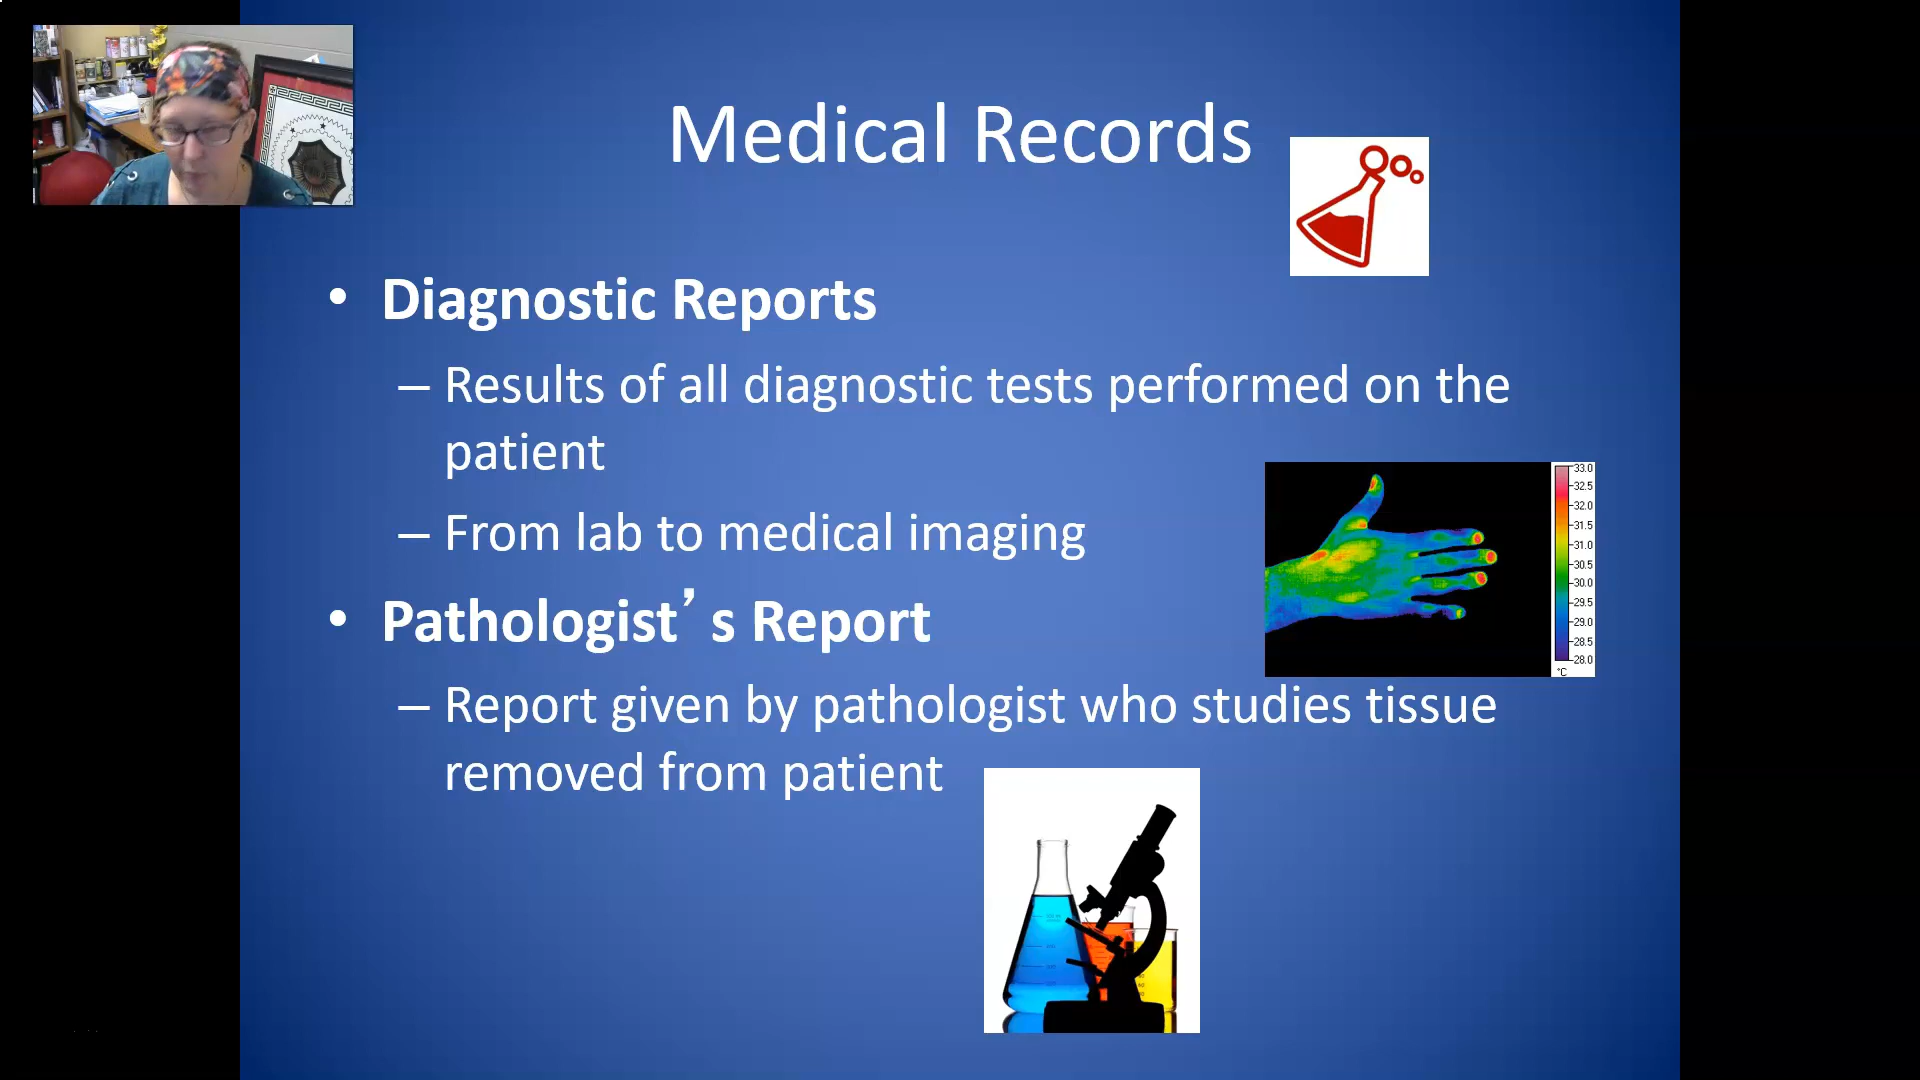 Medical Records
• Diagnostic Reports
– Results of all diagnostic tests performed on the
patient
– From lab to medical imaging
• Pathologist’s Report
– Report given by pathologist who studies tissue
removed from patient
33.0
32.5
32.0
31.5
31.0
30.5
30.0
29.5
29.0
28.5
28.0
°C